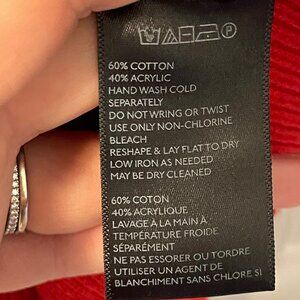 60% COTTON
40% ACRYLIC
HAND WASH COLD
SEPARATELY
DO NOT WRING OR TWIST
USE ONLY NON-CHLORINE
BLEACH
RESHAPE & LAY FLAT TO DRY
LOW IRON AS NEEDED
MAY BE DRY CLEANED
60% COTON
40% ACRYLIQUE
LAVAGE À LA MAIN À
TEMPÉRATURE FROIDE
SÉPARÉMENT
NE PAS ESSORER OU TORDRE
UTILISER UN AGENT DE
BLANCHIMENT SANS CHLORE SI